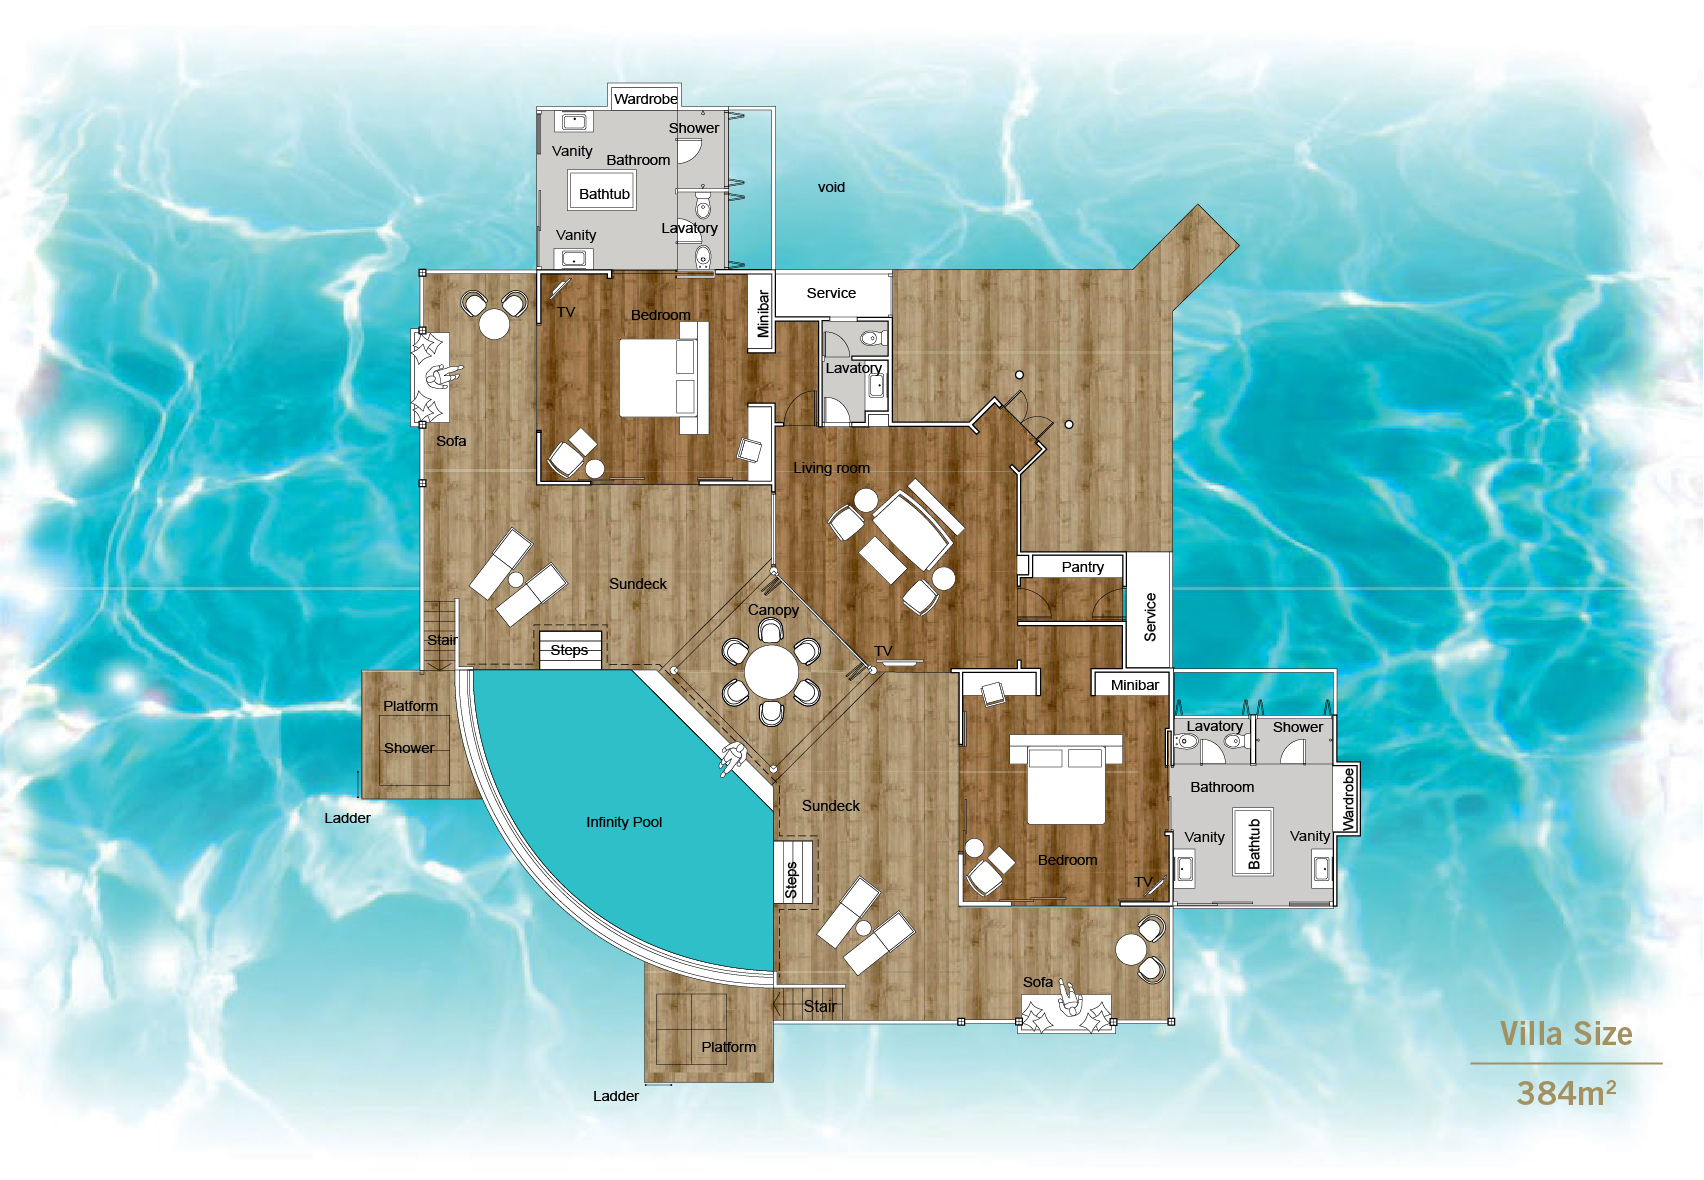 Wardrobe
Shower
Vanity
Bathroom
void
Bathtub
Lavatory
Vanity
Service
TV
Bedroom
Minibar
Lavatory
Sofa
Living room
Pantry
Sundeck
Canopy
Service
Stair
Steps
TV
Minibar
Platform
Lavatory
Shower
Shower
Bathroom
Wardrobe
Sundeck
Ladder
Infinity Pool
Vanity
Bathtub
Vanity
Bedroom
Steps
TV
Sofa
Stair
Platform
Ladder
Villa Size
384m²